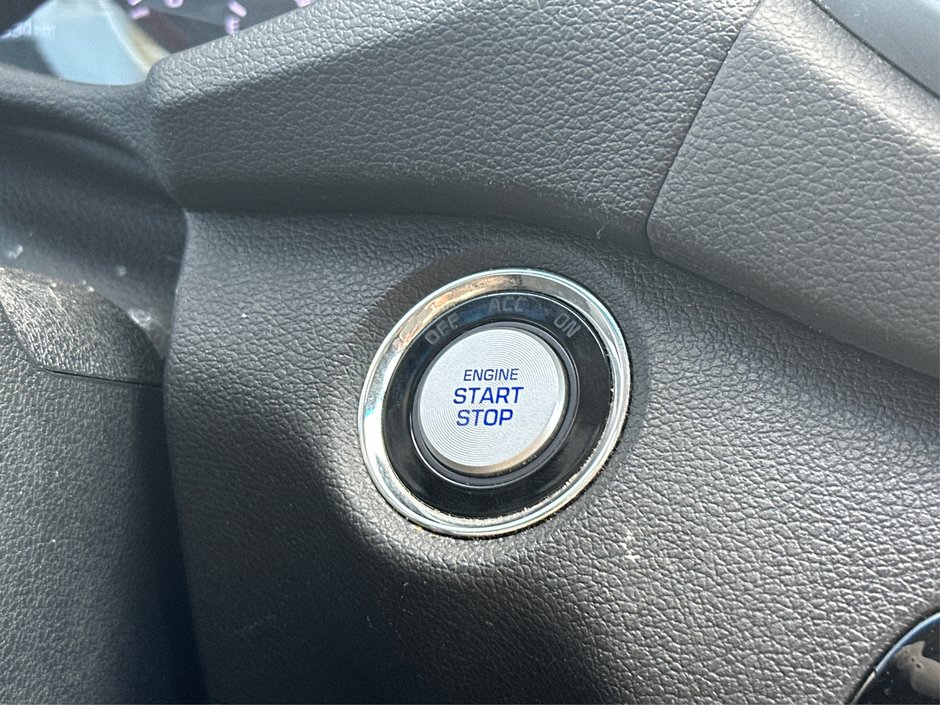 OFF ACC ON
ENGINE
START
STOP